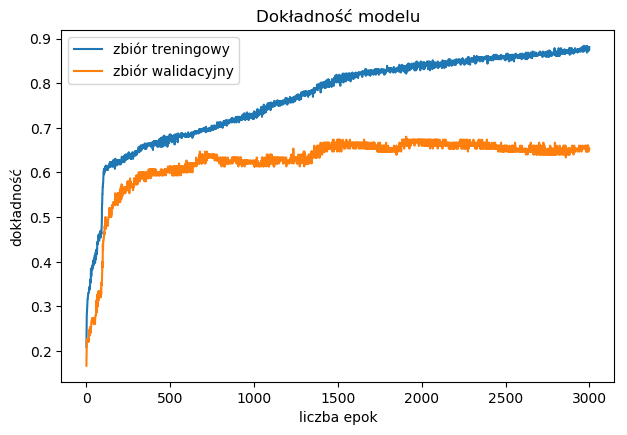 Dokładność modelu
zbiór treningowy
zbiór walidacyjny
dokładność
0.9
0.8
0.7
0.6
0.5
0.4
0.3
0.2
0 500 1000 1500 2000 2500 3000
liczba epok